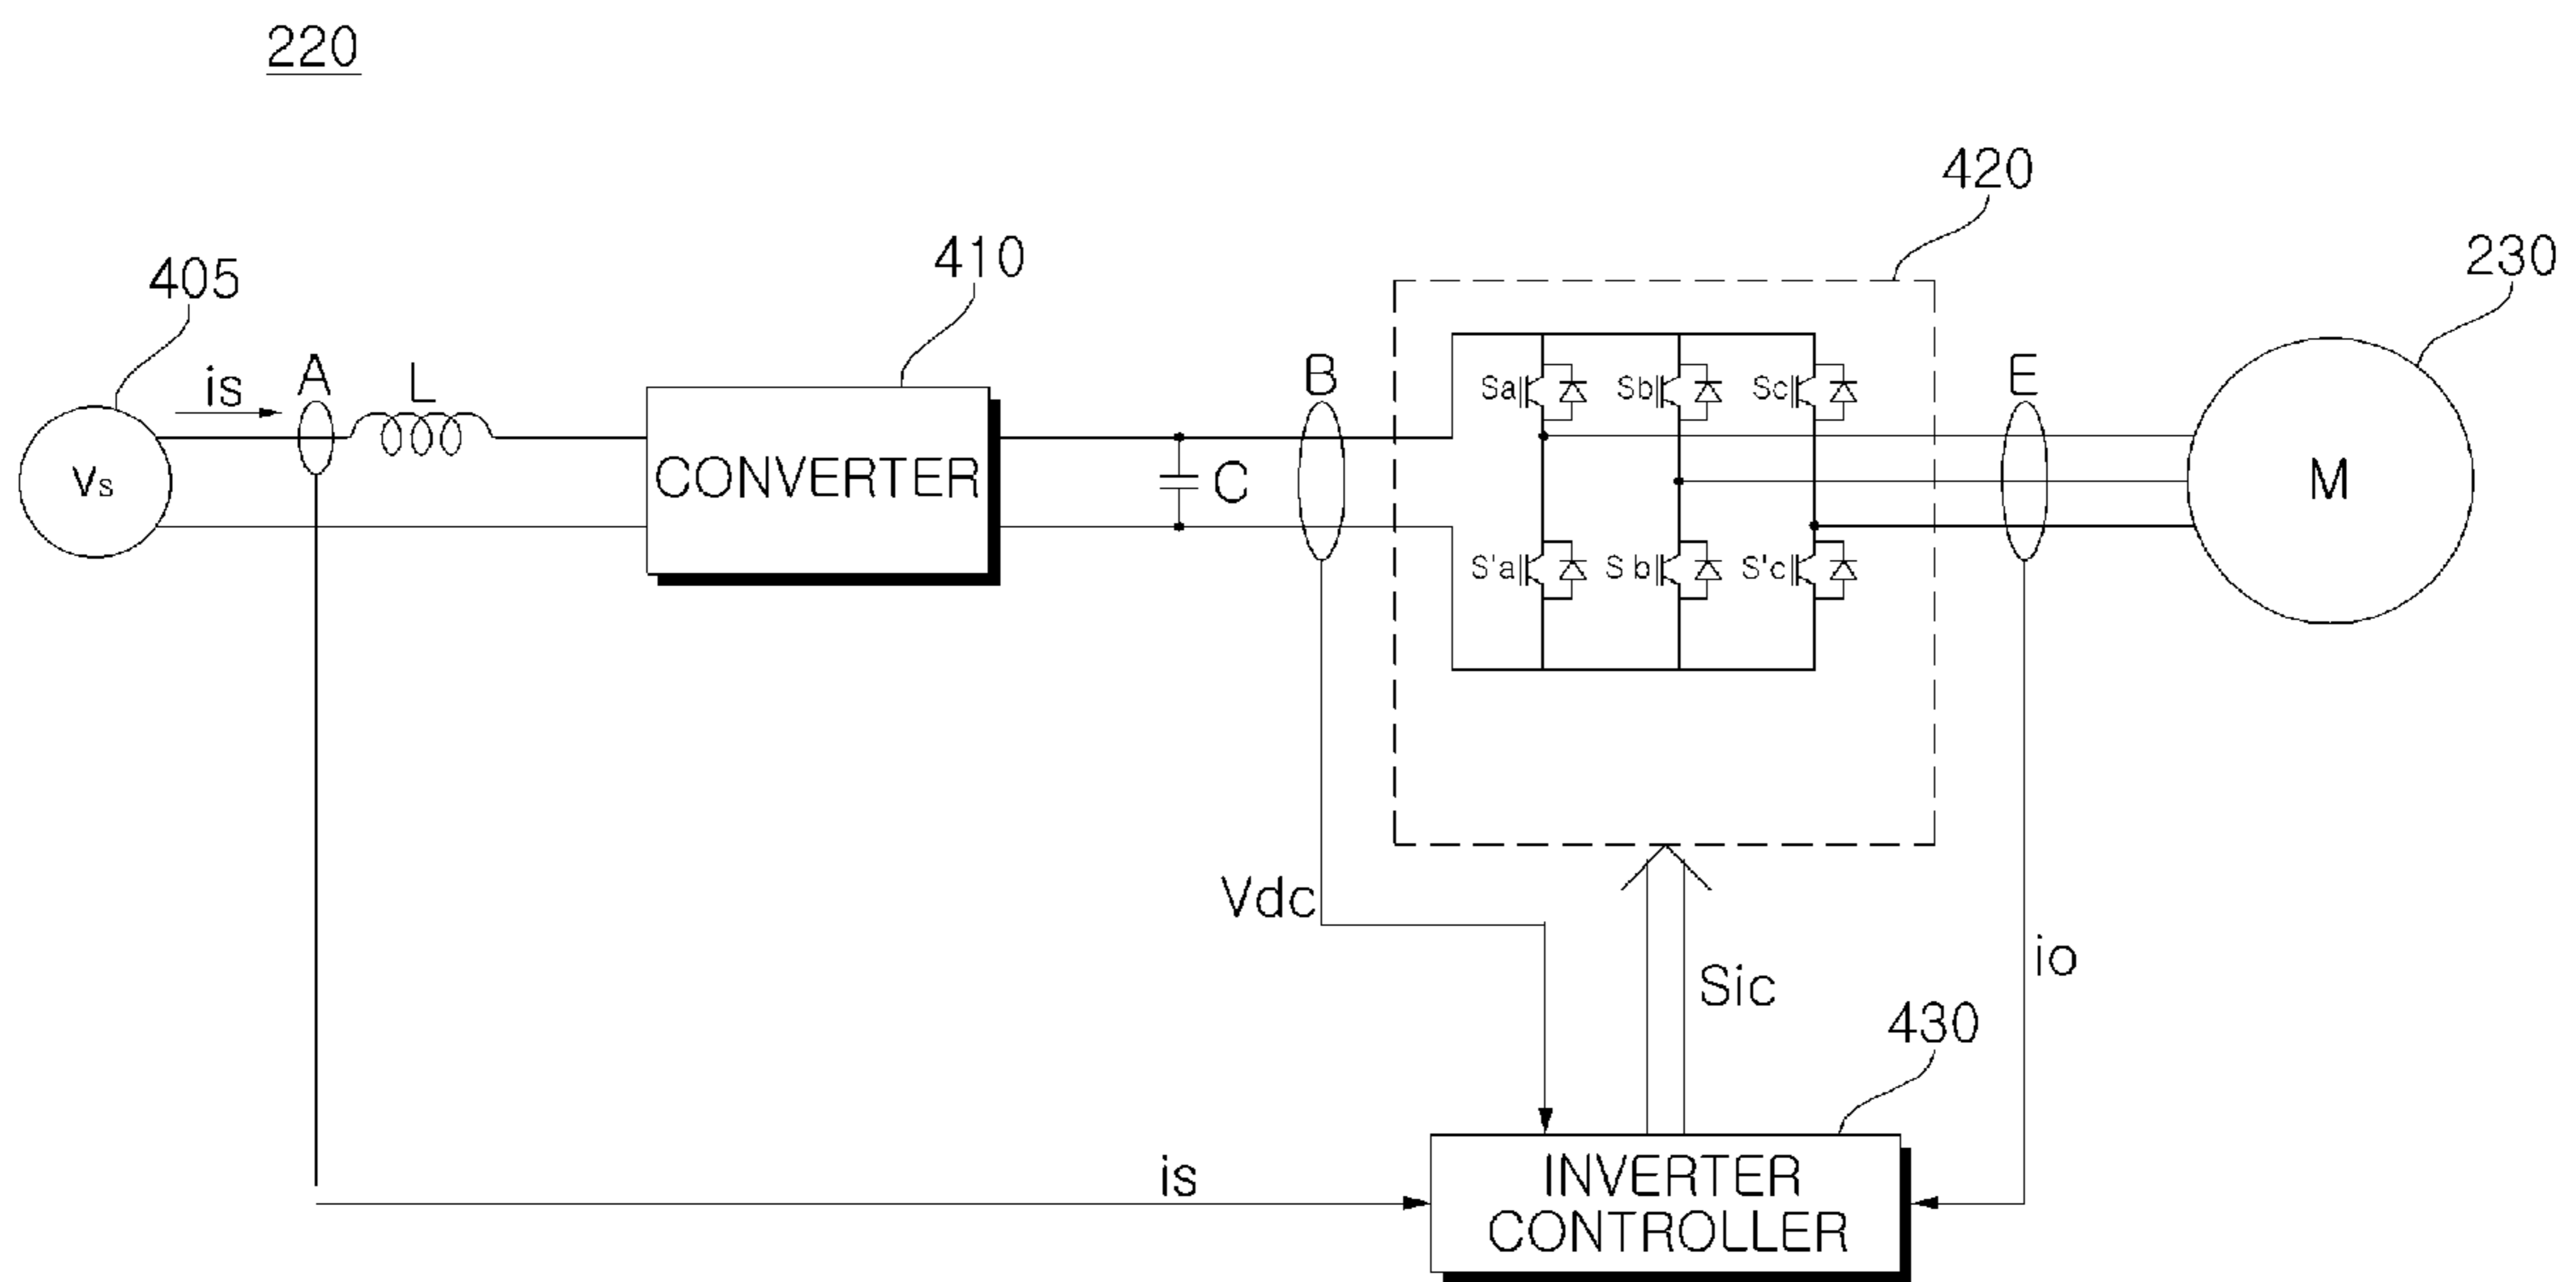 220
420
410
230
405
is
A
L
B
E
Sa
Sb
Sc
Vs
CONVERTER
C
M
S'a
S b
S'c
Vdc
Sic
io
430
is
INVERTER
CONTROLLER